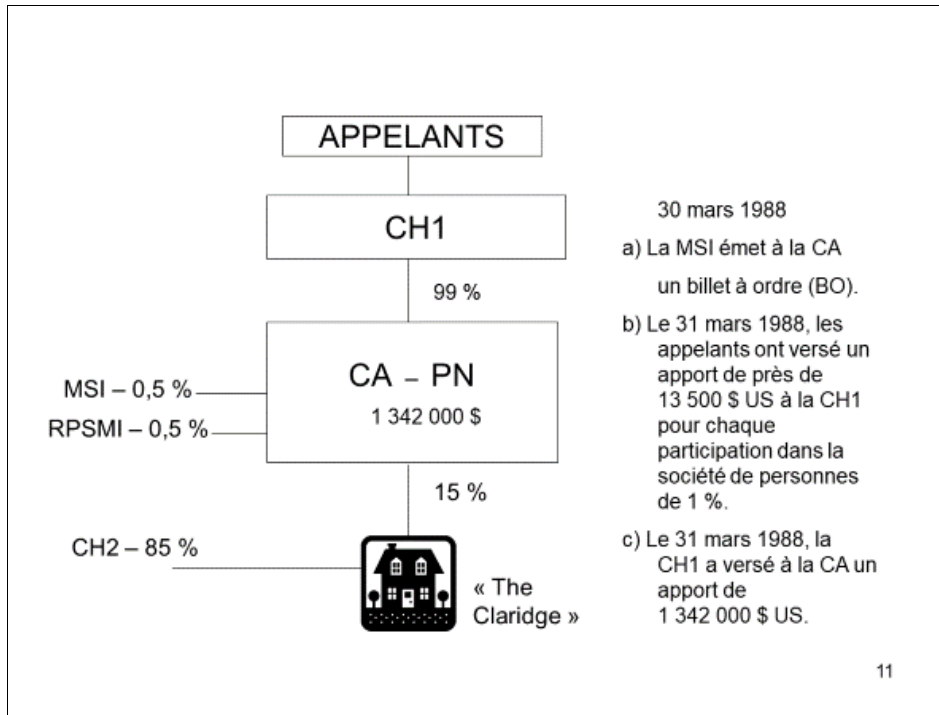 APPELANTS
CH1
99 %
CA – PN
1 342 000 $
MSI – 0,5 %
RPSMI – 0,5 %
15 %
CH2 – 85 %
« The
Claridge »
30 mars 1988
a) La MSI émet à la CA
un billet à ordre (BO).
b) Le 31 mars 1988, les
appelants ont versé un
apport de près de
13 500 $ US à la CH1
pour chaque
participation dans la
société de personnes
de 1 %.
c) Le 31 mars 1988, la
CH1 a versé à la CA un
apport de
1 342 000 $ US.
11